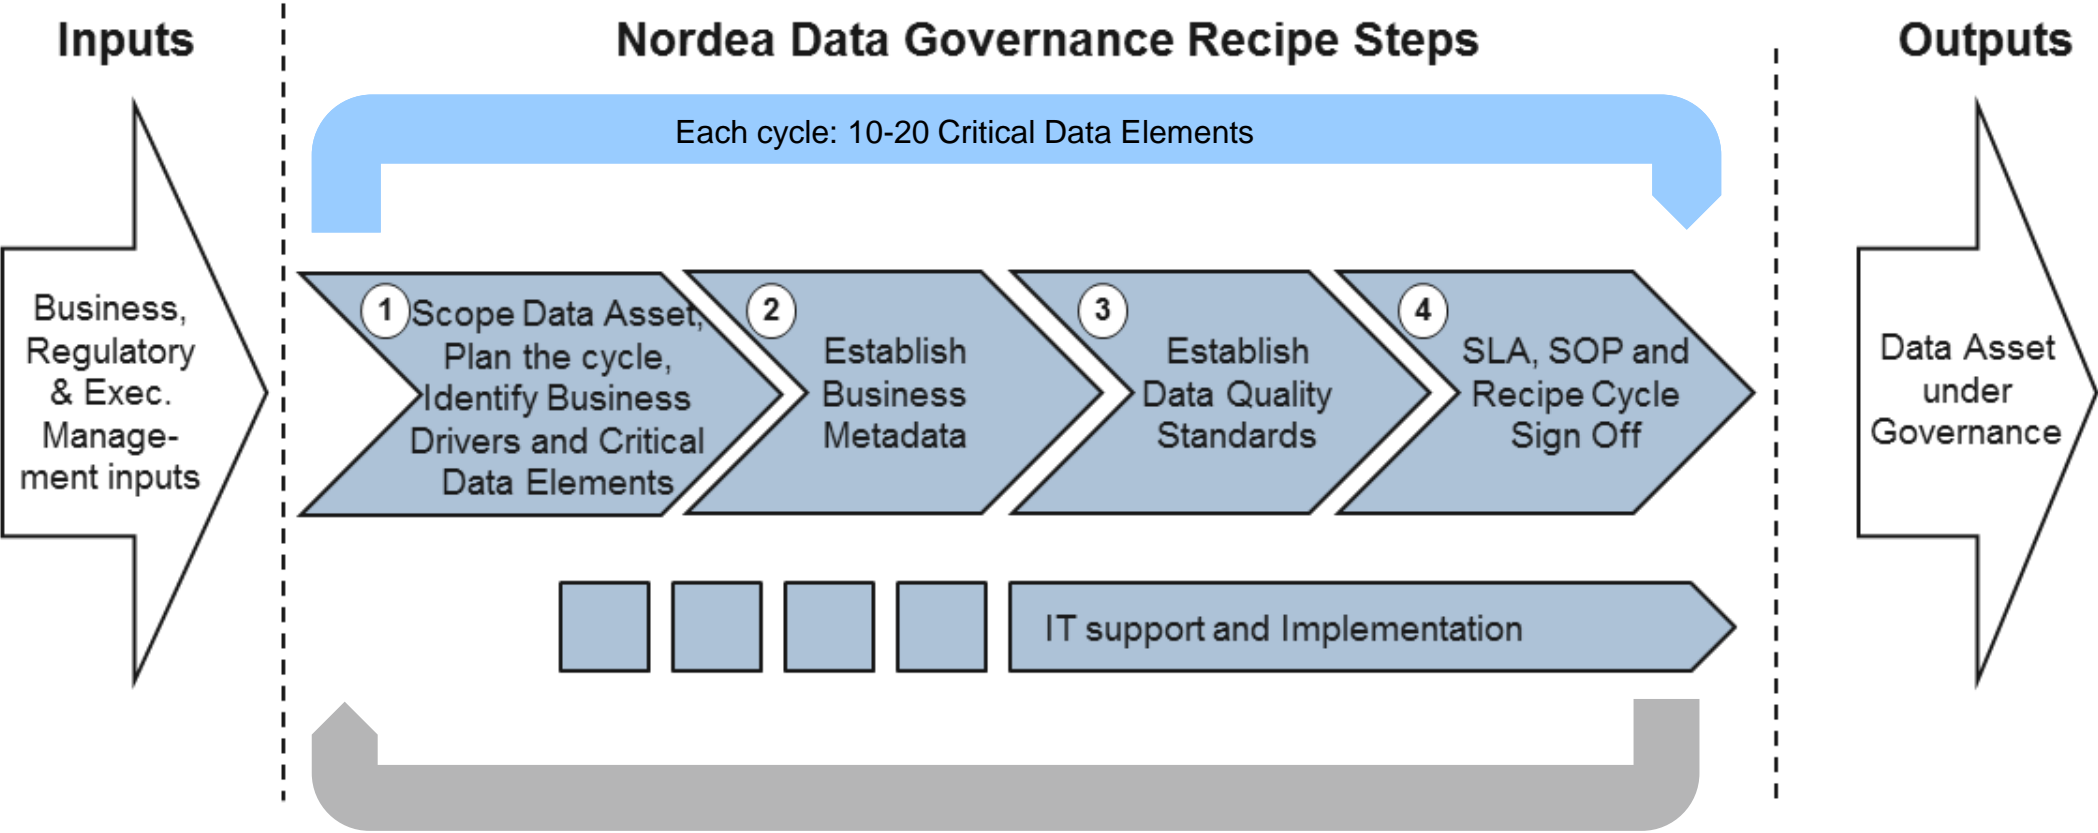 Inputs
Nordea Data Governance Recipe Steps
Outputs
Each cycle: 10-20 Critical Data Elements
Business,
Regulatory
& Exec.
Manage-
ment inputs
1
Scope Data Asset,
Plan the cycle,
Identify Business
Drivers and Critical
Data Elements
2
Establish
Business
Metadata
3
Establish
Data Quality
Standards
4
SLA, SOP and
Recipe Cycle
Sign Off
Data Asset
under
Governance
IT support and Implementation